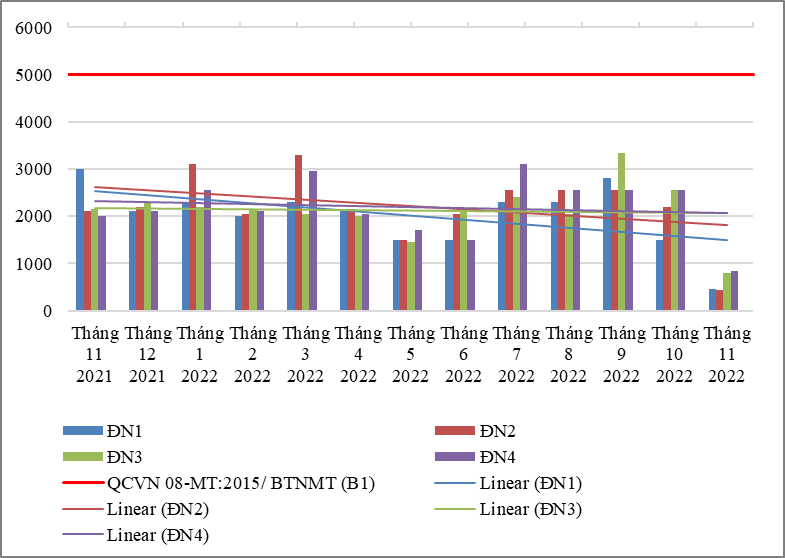 6000
5000
4000
3000
2000
1000
0
Tháng Tháng Tháng Tháng Tháng Tháng Tháng Tháng Tháng Tháng Tháng Tháng Tháng
11 12 1 2 3 4 5 6 7 8 9 10 11
2021 2021 2022 2022 2022 2022 2022 2022 2022 2022 2022 2022 2022
ĐN1 ĐN2
ĐN3 ĐN4
QCVN 08-MT:2015/ BTNMT (B1) Linear (ĐN1)
Linear (ĐN2) Linear (ĐN3)
Linear (ĐN4)